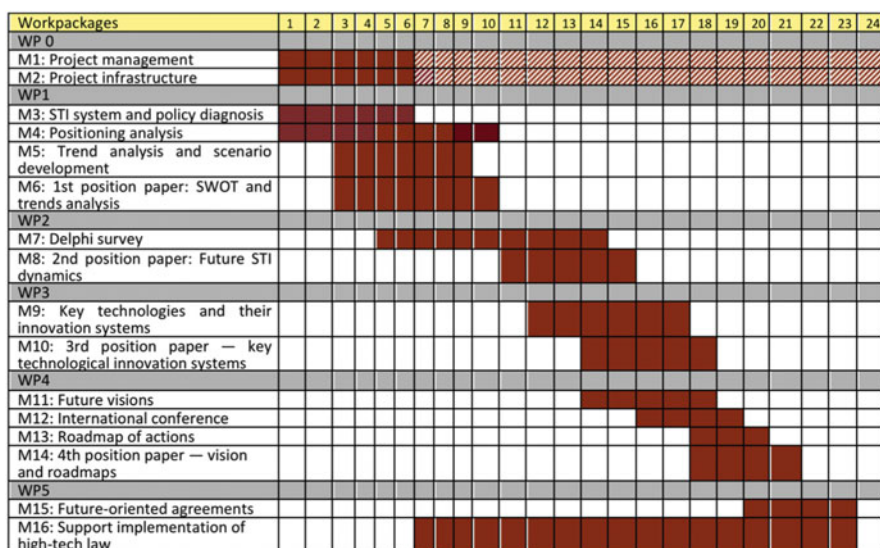 Workpackages 1 2 3 4 5 6 7 8 9 10 11 12 13 14 15 16 17 18 19 20 21 22 23 24
WP 0
M1: Project management
M2: Project infrastructure
WP1
M3: STI system and policy diagnosis
M4: Positioning analysis
M5: Trend analysis and scenario
development
M6: 1st position paper: SWOT and
trends analysis
WP2
M7: Delphi survey
M8: 2nd position paper: Future STI
dynamics
WP3
M9: Key technologies and their
innovation systems
M10: 3rd position paper — key
technological innovation systems
WP4
M11: Future visions
M12: International conference
M13: Roadmap of actions
M14: 4th position paper — vision
and roadmaps
WP5
M15: Future-oriented agreements
M16: Support implementation of
high-tech law